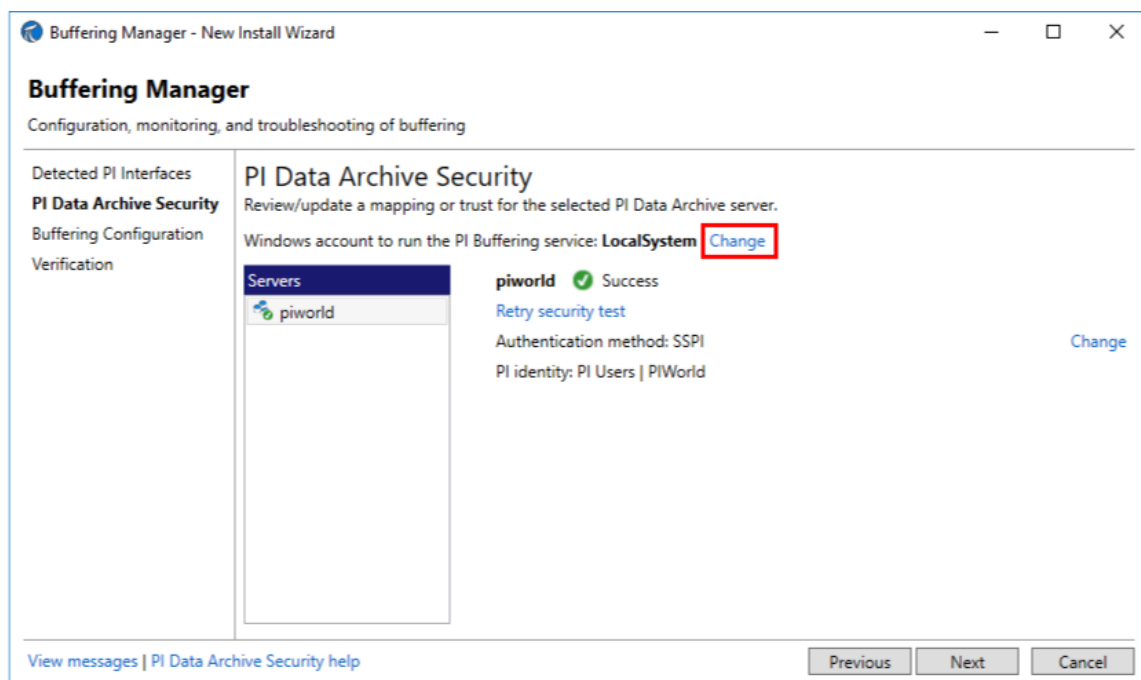 Buffering Manager - New Install Wizard
Buffering Manager
Configuration, monitoring, and troubleshooting of buffering
Detected PI Interfaces
PI Data Archive Security
Buffering Configuration
Verification
PI Data Archive Security
Review/update a mapping or trust for the selected PI Data Archive server.
Windows account to run the PI Buffering service: LocalSystem Change
Servers
piworld
piworld Success
Retry security test
Authentication method: SSPI Change
PI identity: PI Users | PIWorld
View messages | PI Data Archive Security help
Previous Next Cancel